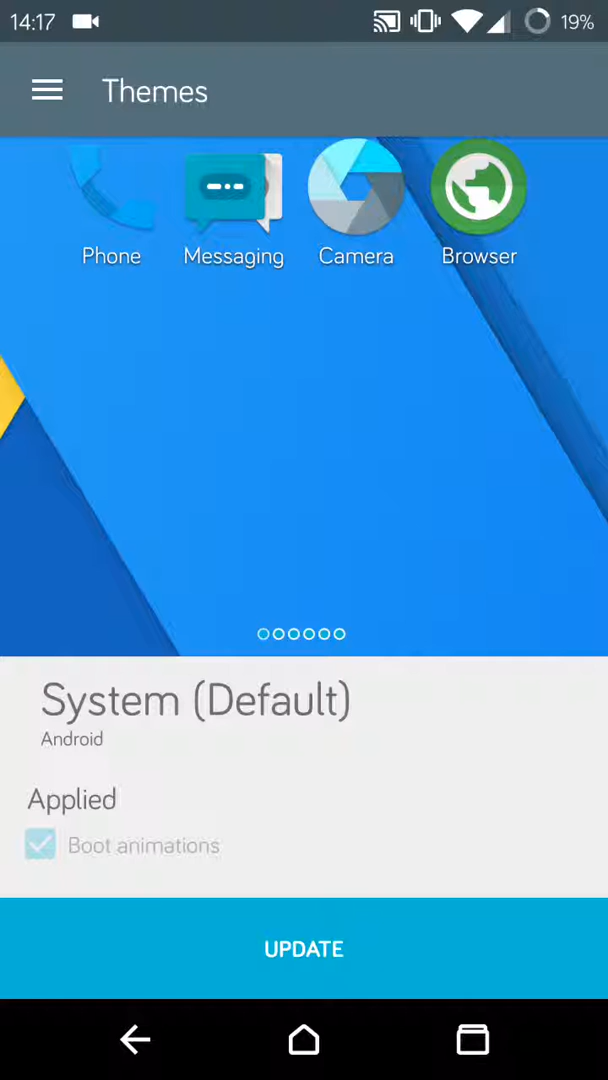 14:17 19%
Themes
Phone Messaging Camera Browser
System (Default)
Android
Applied
Boot animations
UPDATE